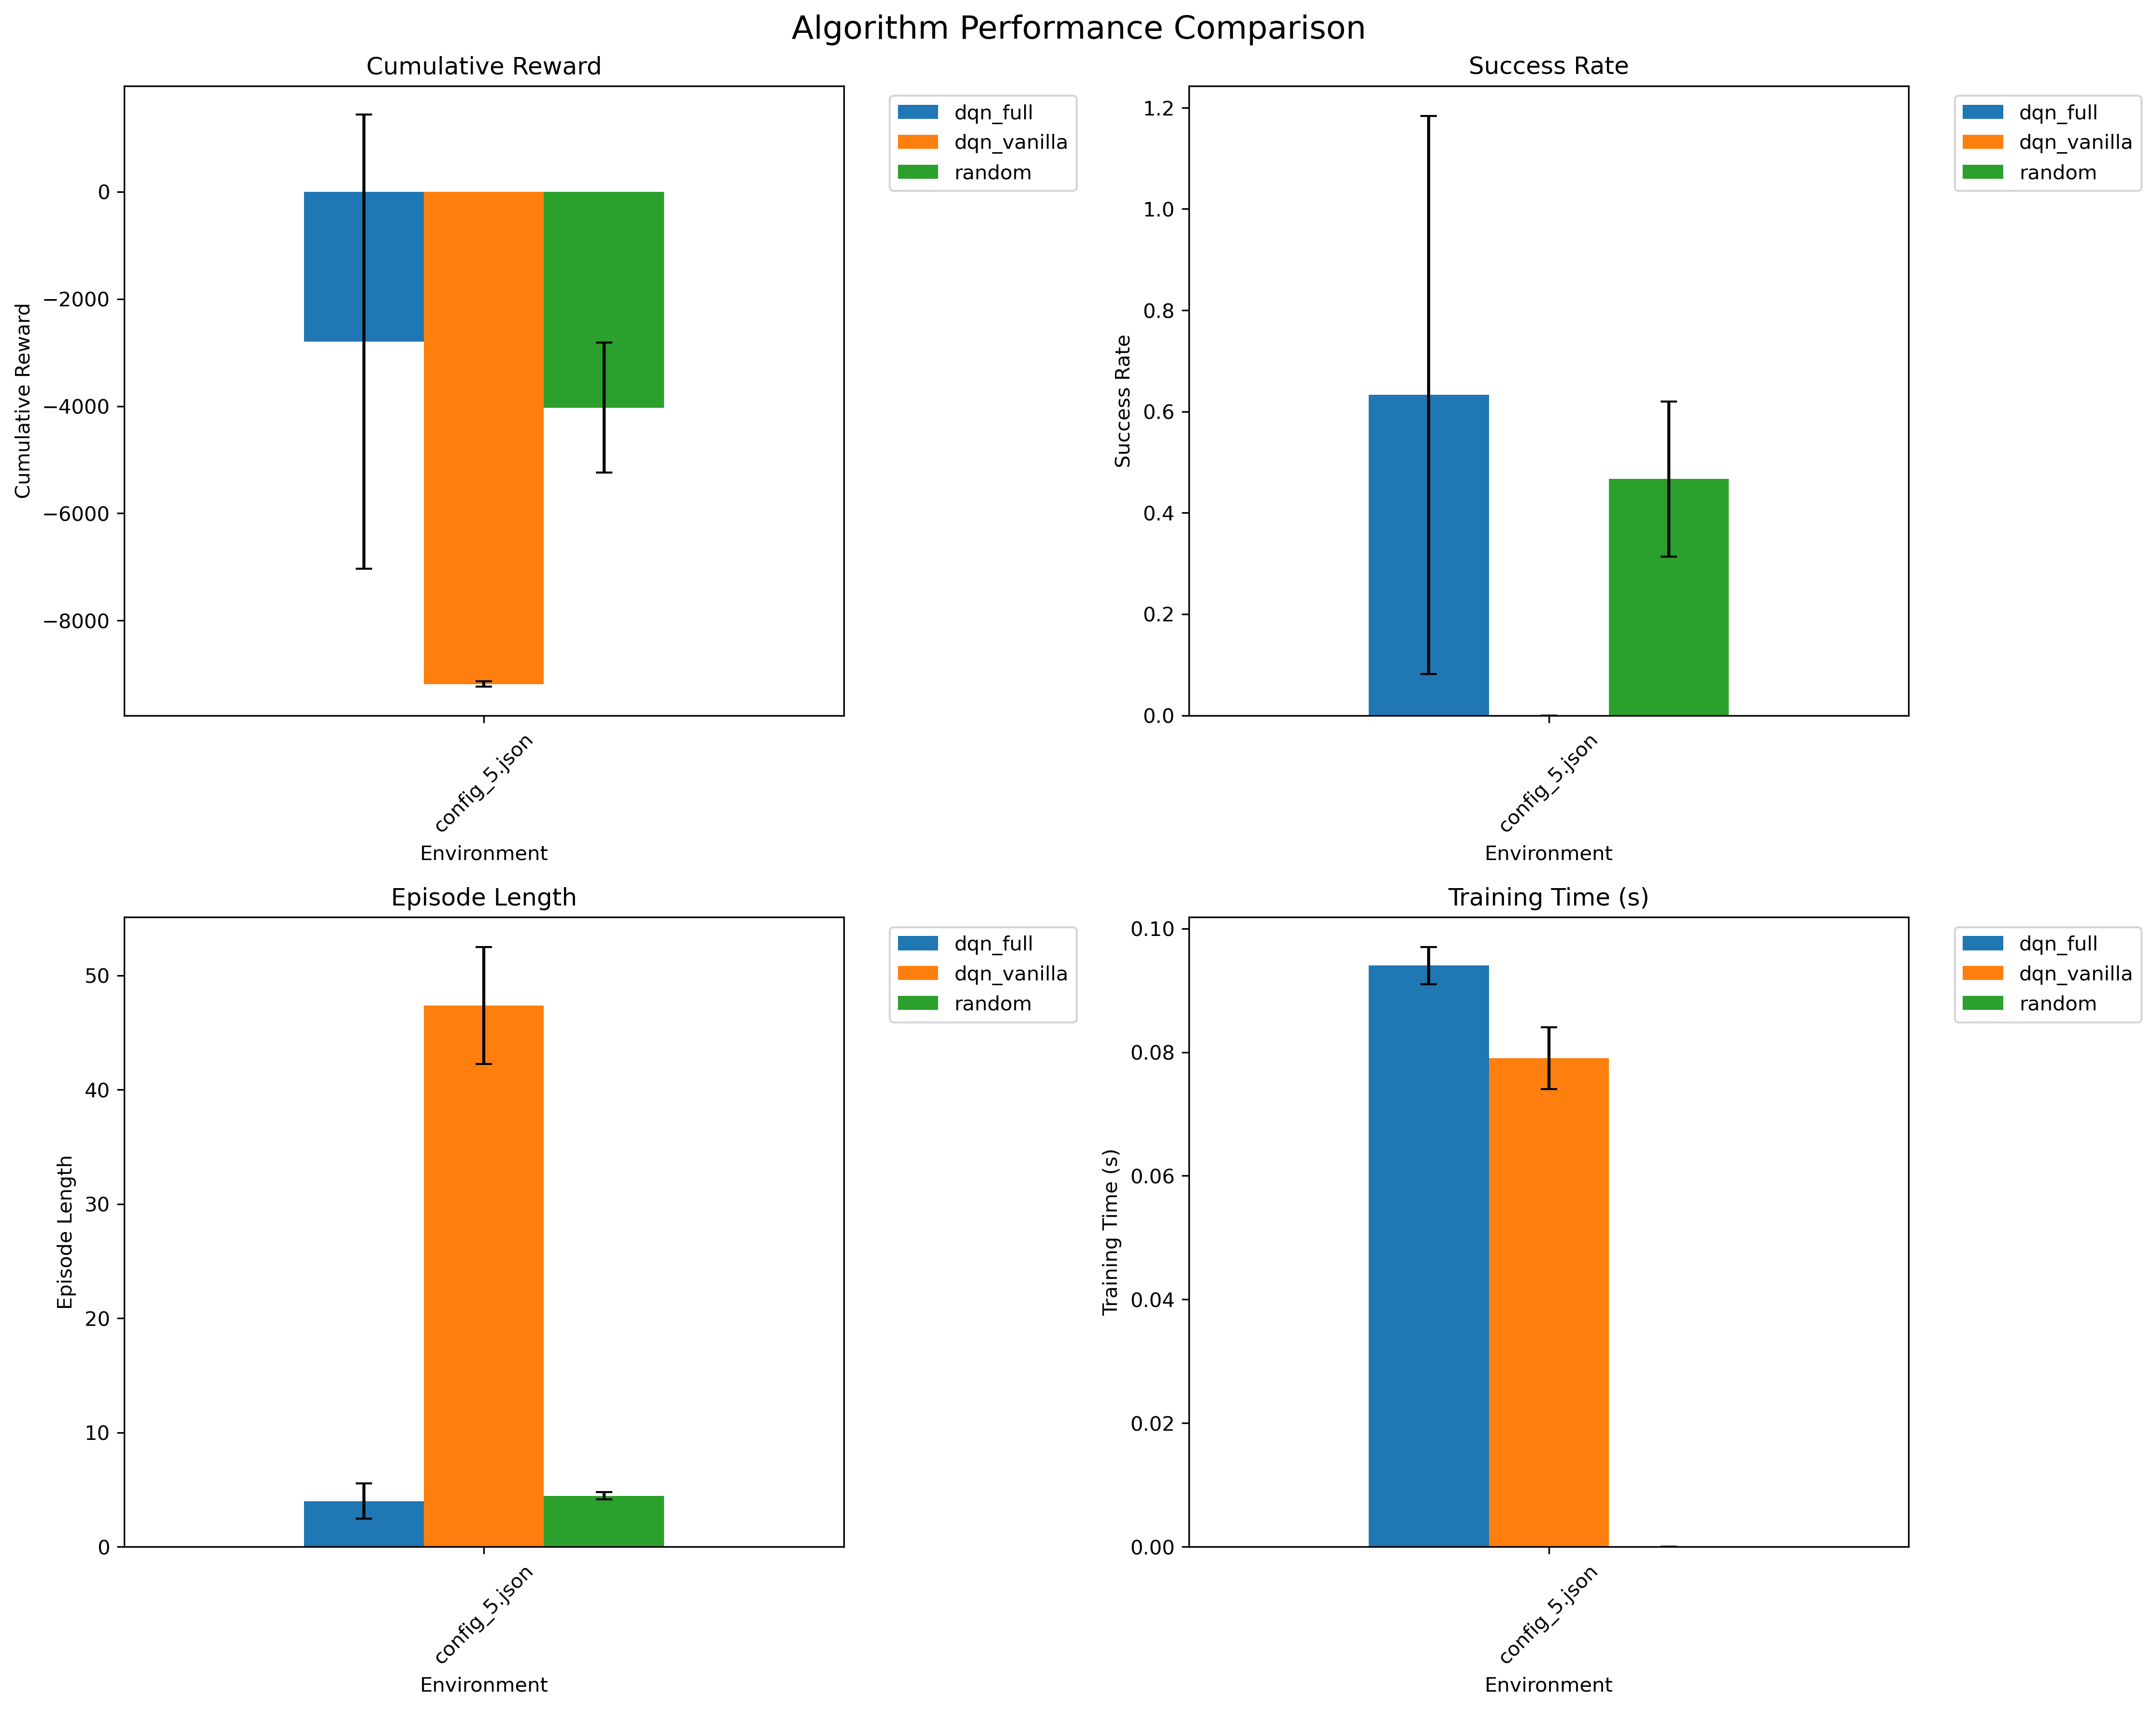 Algorithm Performance Comparison
Cumulative Reward
0
−2000
−4000
−6000
−8000
Cumulative Reward
config_5.json
Environment
dqn_full
dqn_vanilla
random
Success Rate
1.2
1.0
0.8
0.6
0.4
0.2
0.0
Success Rate
config_5.json
Environment
dqn_full
dqn_vanilla
random
Episode Length
50
40
30
20
10
0
Episode Length
config_5.json
Environment
dqn_full
dqn_vanilla
random
Training Time (s)
0.10
0.08
0.06
0.04
0.02
0.00
Training Time (s)
config_5.json
Environment
dqn_full
dqn_vanilla
random